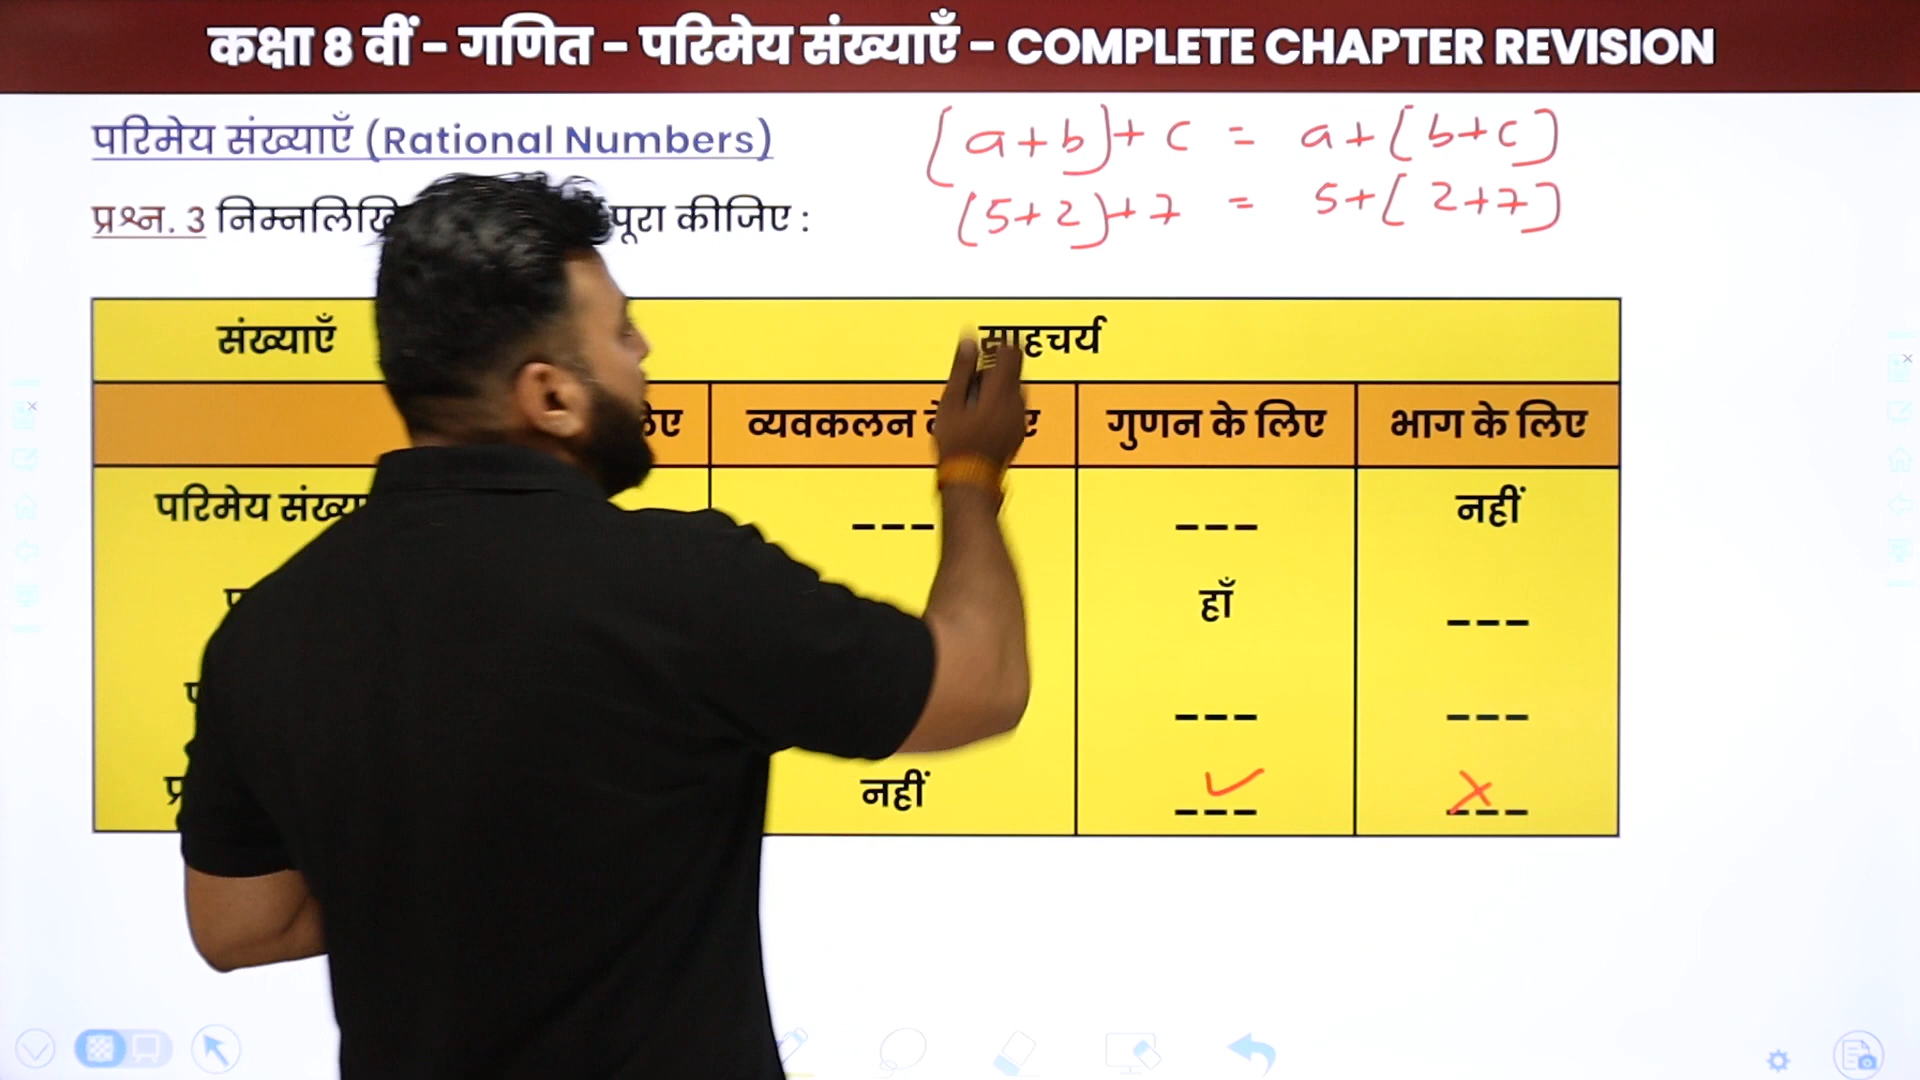 कक्षा 8 वीं - गणित - परिमेय संख्याएँ - COMPLETE CHAPTER REVISION
परिमेय संख्याएँ (Rational Numbers)
[a+b]+c = a+[b+c]
प्रश्न. 3 पूरा कीजिए :
(5+2)+7 = 5+[2+7]
संख्याएँ साहचर्य
व्यवकलन गुणन के लिए भाग के लिए
परिमेय --- --- नहीं
हाँ ---
--- ---
नहीं --- ✓ --- ✗